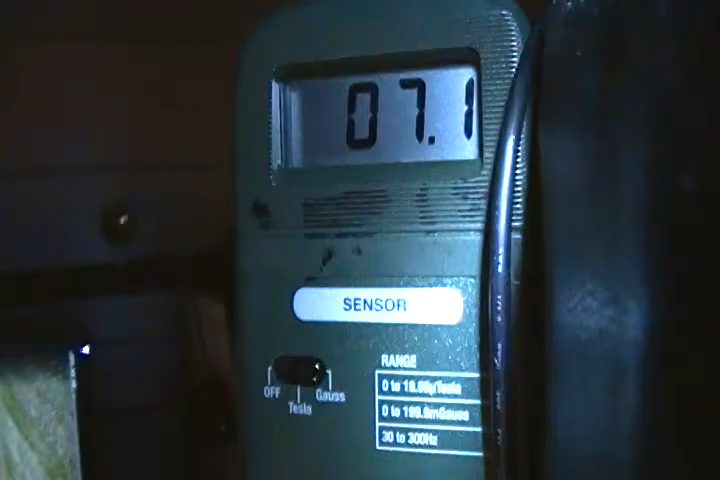 07.1
SENSOR
RANGE
OFF
Tesla
Gauss
0 to 19.99µTesla
0 to 199.9mGauss
30 to 300Hz